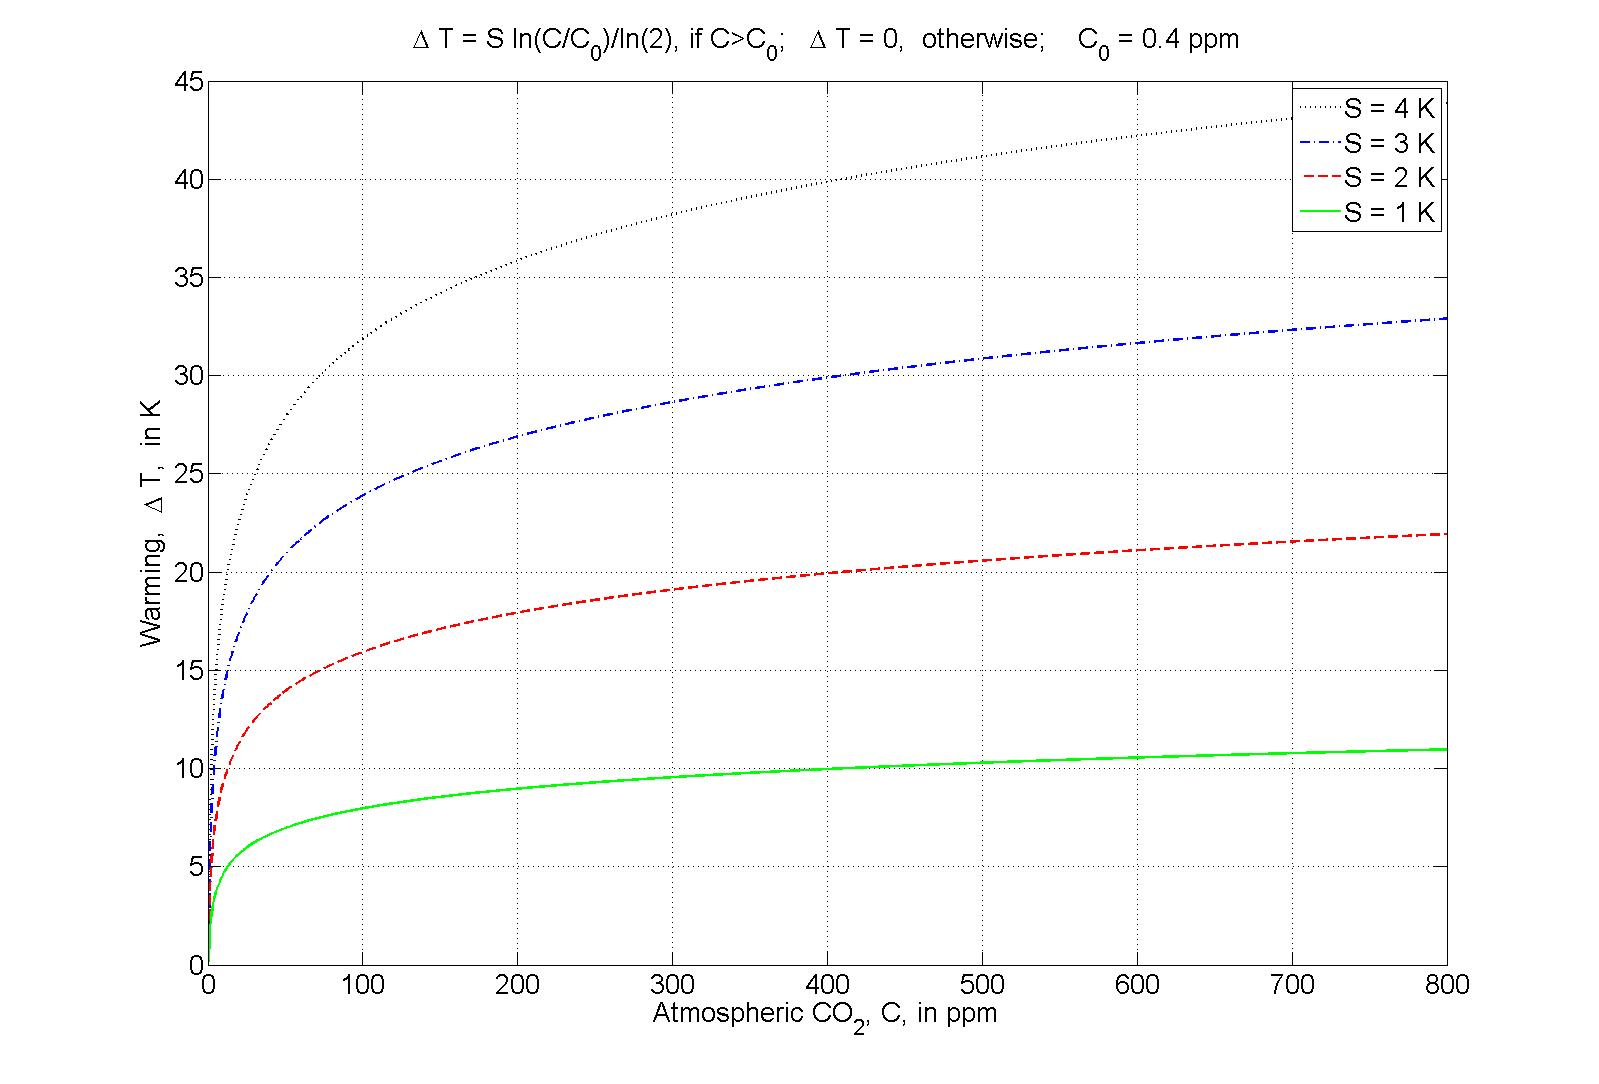 Δ T = S ln(C/C₀)/ln(2), if C>C₀; Δ T = 0, otherwise; C₀ = 0.4 ppm
45
40
35
30
25
20
15
10
5
0
Warming, Δ T, in K
S = 4 K
S = 3 K
S = 2 K
S = 1 K
0 100 200 300 400 500 600 700 800
Atmospheric CO₂, C, in ppm